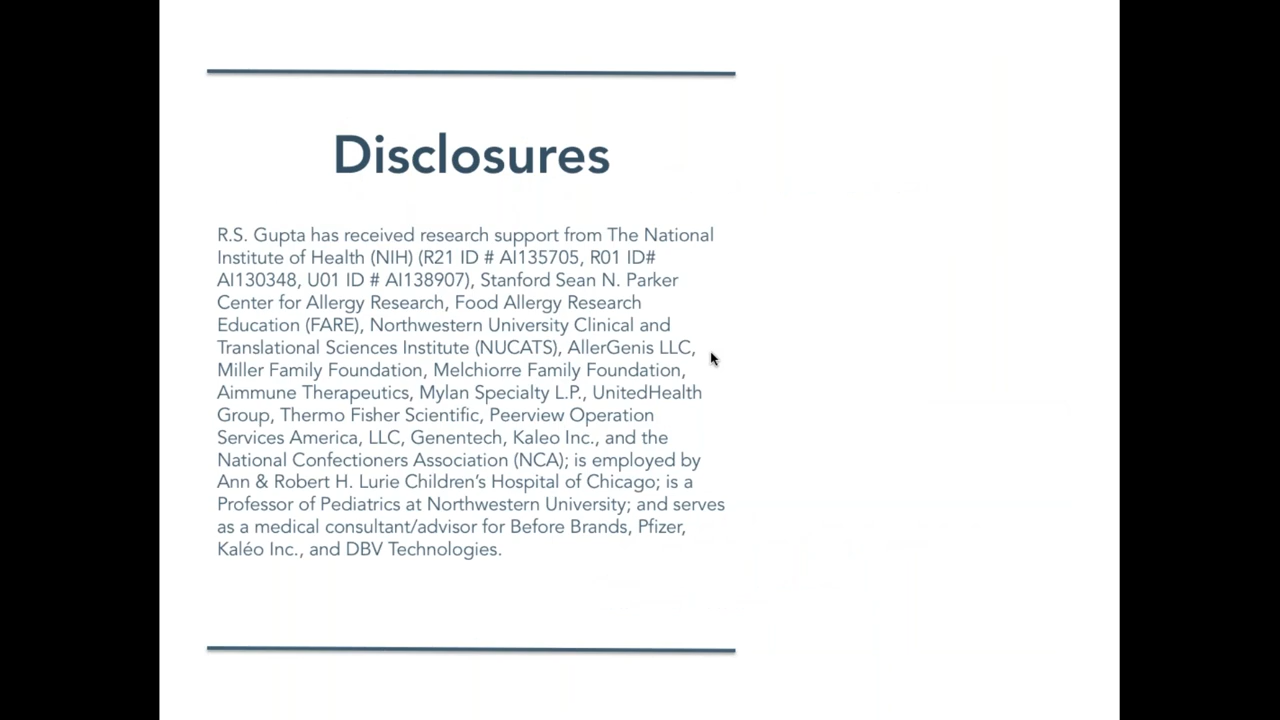 Disclosures
R.S. Gupta has received research support from The National
Institute of Health (NIH) (R21 ID # AI135705, R01 ID#
AI130348, U01 ID # AI138907), Stanford Sean N. Parker
Center for Allergy Research, Food Allergy Research
Education (FARE), Northwestern University Clinical and
Translational Sciences Institute (NUCATS), AllerGenis LLC,
Miller Family Foundation, Melchiorre Family Foundation,
Aimmune Therapeutics, Mylan Specialty L.P., UnitedHealth
Group, Thermo Fisher Scientific, Peerview Operation
Services America, LLC, Genentech, Kaleo Inc., and the
National Confectioners Association (NCA); is employed by
Ann & Robert H. Lurie Children’s Hospital of Chicago; is a
Professor of Pediatrics at Northwestern University; and serves
as a medical consultant/advisor for Before Brands, Pfizer,
Kaléo Inc., and DBV Technologies.